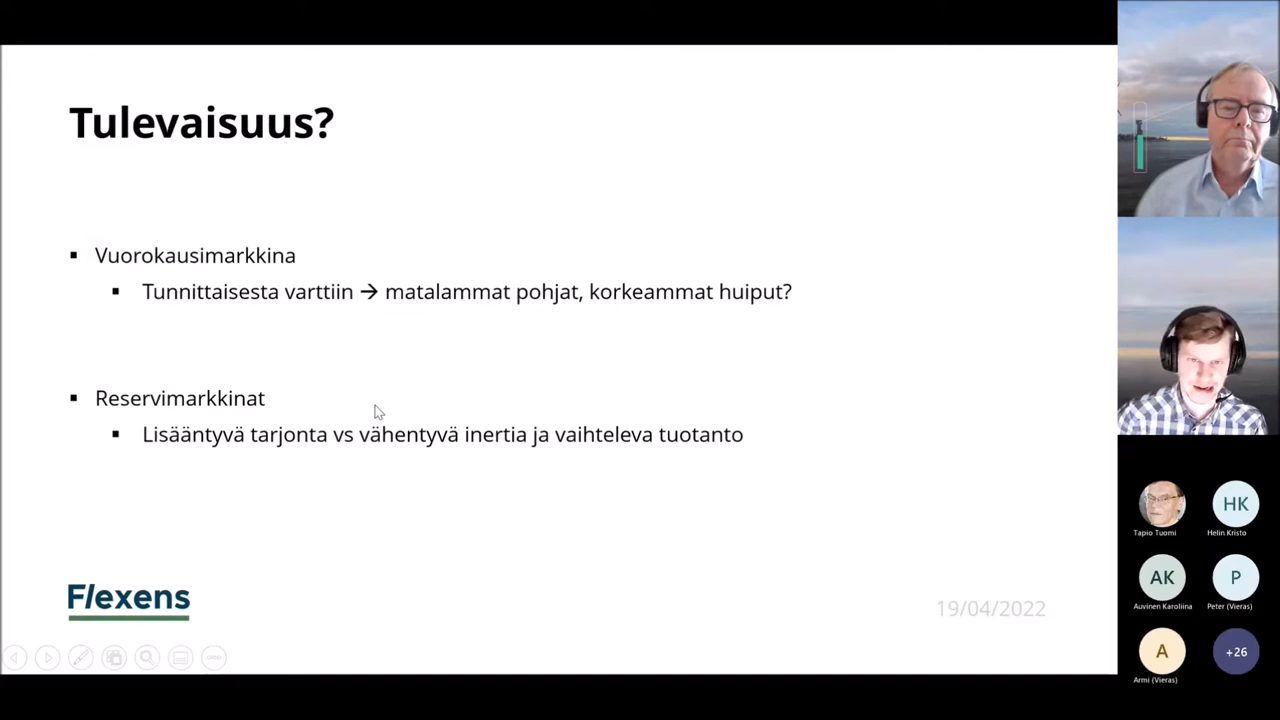 Tulevaisuus?
Vuorokausimarkkina
Tunnittaisesta varttiin → matalammat pohjat, korkeammat huiput?
Reservimarkkinat
Lisääntyvä tarjonta vs vähentyvä inertia ja vaihteleva tuotanto
Flexens
19/04/2022
Tapio Tuomi
HK
Helin Kristo
AK
Auvinen Karoliina
P
Peter (Vieras)
A
Armi (Vieras)
+26